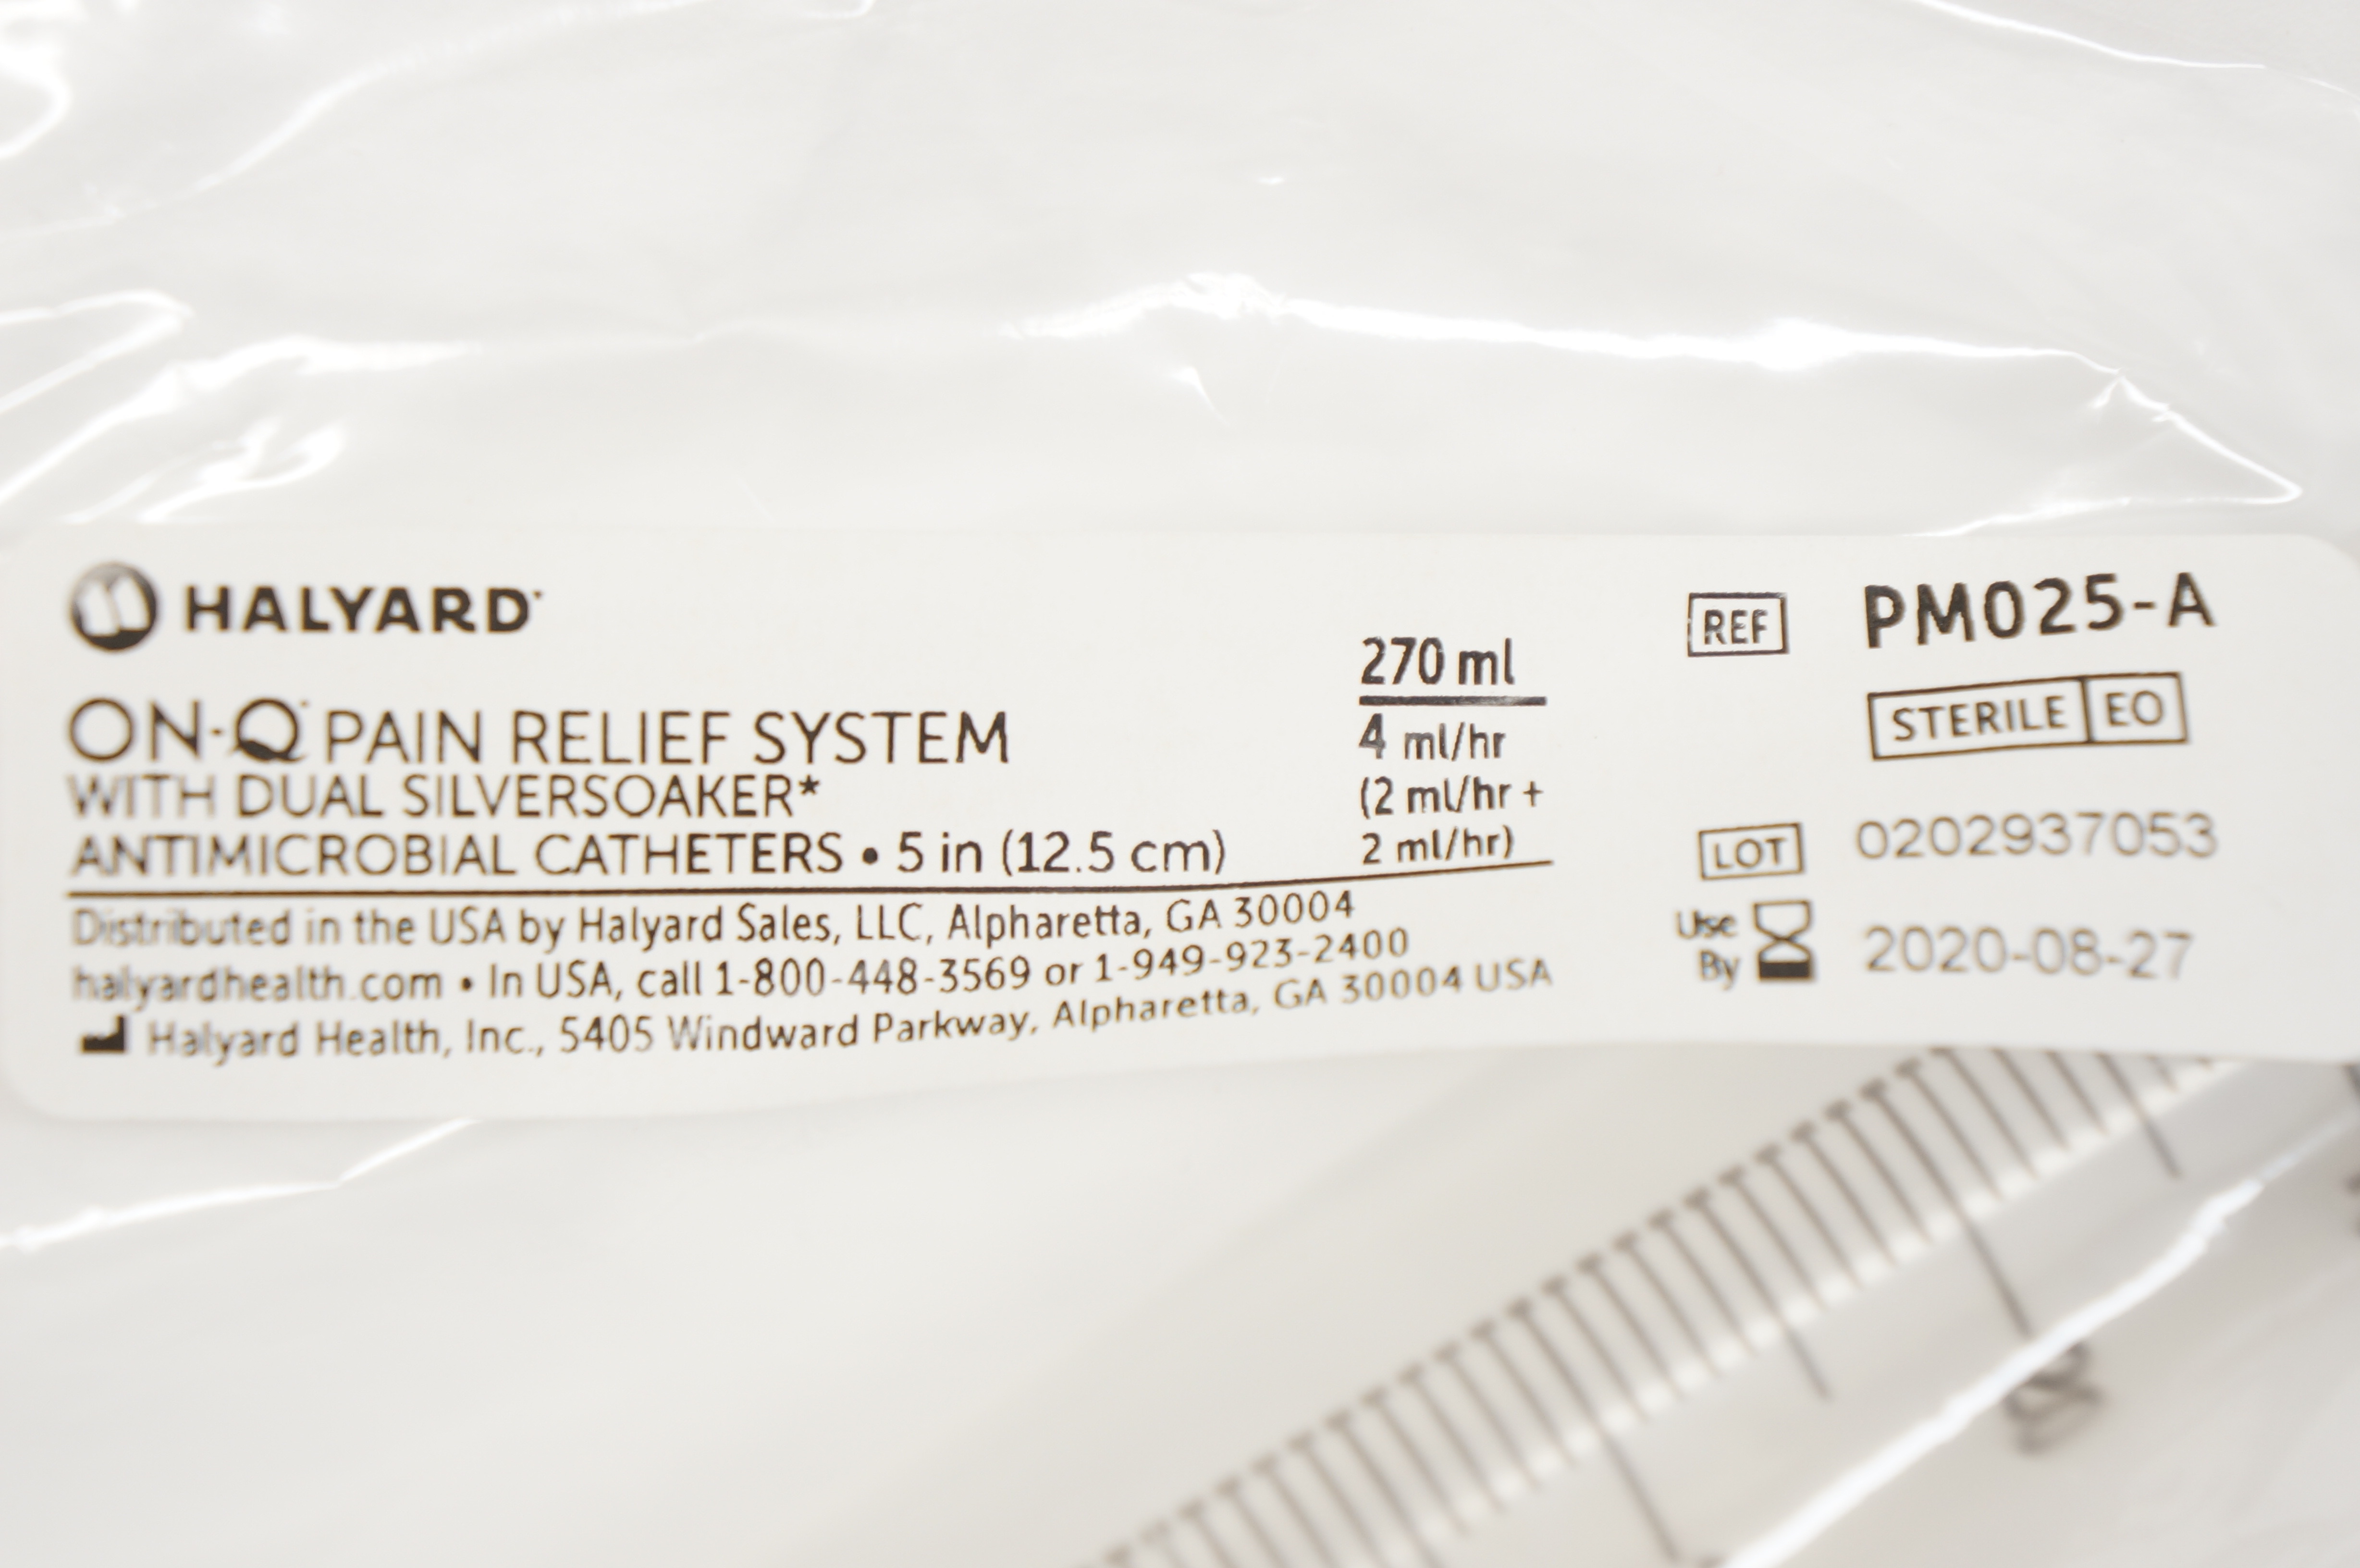 HALYARD
ON-Q PAIN RELIEF SYSTEM
WITH DUAL SILVERSOAKER*
ANTIMICROBIAL CATHETERS • 5 in (12.5 cm)
270 ml
4 ml/hr
(2 ml/hr +
2 ml/hr)
Distributed in the USA by Halyard Sales, LLC, Alpharetta, GA 30004
halyardhealth.com • In USA, call 1-800-448-3569 or 1-949-923-2400
Halyard Health, Inc., 5405 Windward Parkway, Alpharetta, GA 30004 USA
REF PM025-A
STERILE EO
LOT 0202937053
Use
By 2020-08-27